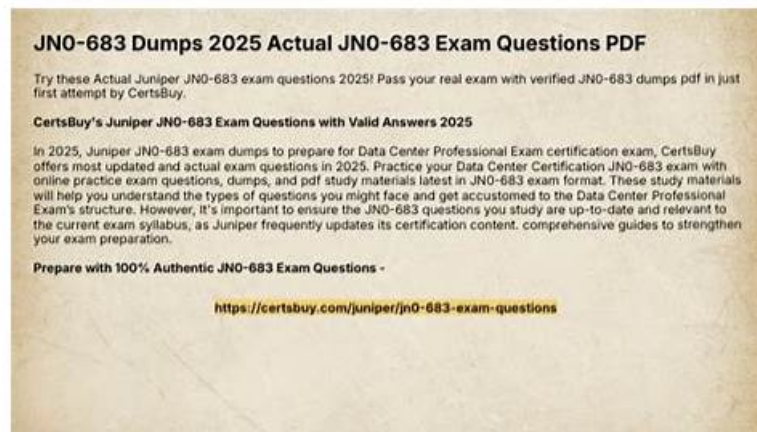 JN0-683 Dumps 2025 Actual JN0-683 Exam Questions PDF
Try these Actual Juniper JN0-683 exam questions 2025! Pass your real exam with verified JN0-683 dumps pdf in just
first attempt by CertsBuy.
CertsBuy's Juniper JN0-683 Exam Questions with Valid Answers 2025
In 2025, Juniper JN0-683 exam dumps to prepare for Data Center Professional Exam certification exam, CertsBuy
offers most updated and actual exam questions in 2025. Practice your Data Center Certification JN0-683 exam with
online practice exam questions, dumps, and pdf study materials latest in JN0-683 exam format. These study materials
will help you understand the types of questions you might face and get accustomed to the Data Center Professional
Exam's structure. However, it's important to ensure the JN0-683 questions you study are up-to-date and relevant to
the current exam syllabus, as Juniper frequently updates its certification content. comprehensive guides to strengthen
your exam preparation.
Prepare with 100% Authentic JN0-683 Exam Questions -
https://certsbuy.com/juniper/jn0-683-exam-questions